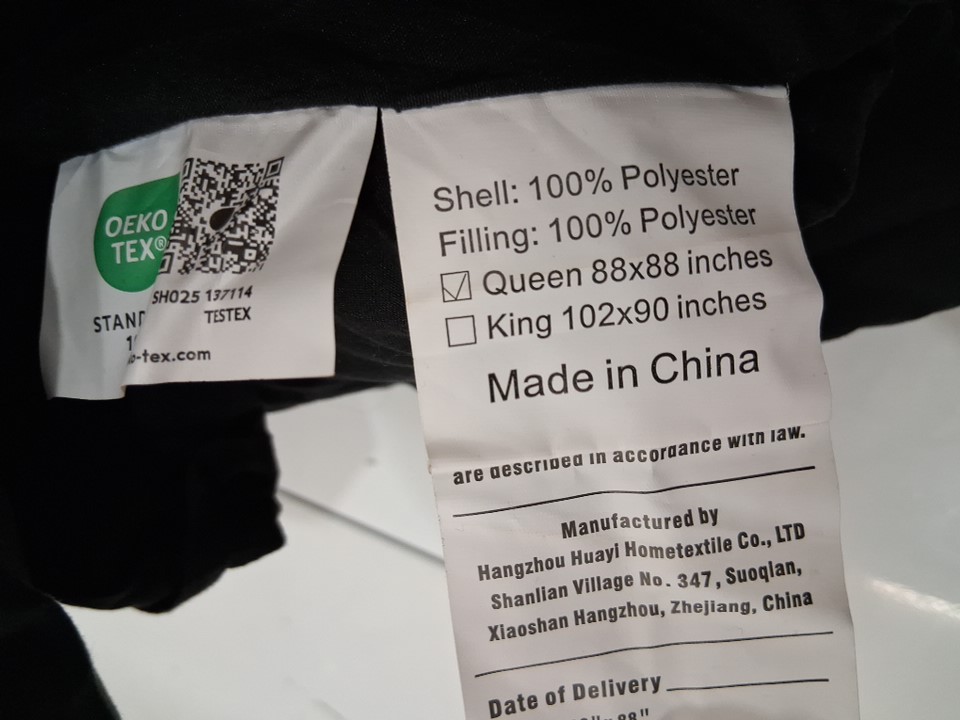 OEKO
TEX®
SH025 137114
TESTEX
STAND
-tex.com
Shell: 100% Polyester
Filling: 100% Polyester
Queen 88x88 inches
King 102x90 inches
Made in China
are described in accordance with law.
Manufactured by
Hangzhou Huayi Hometextile Co., LTD
Shanlian Village No. 347, Suoqlan,
Xiaoshan Hangzhou, Zhejiang, China
Date of Delivery